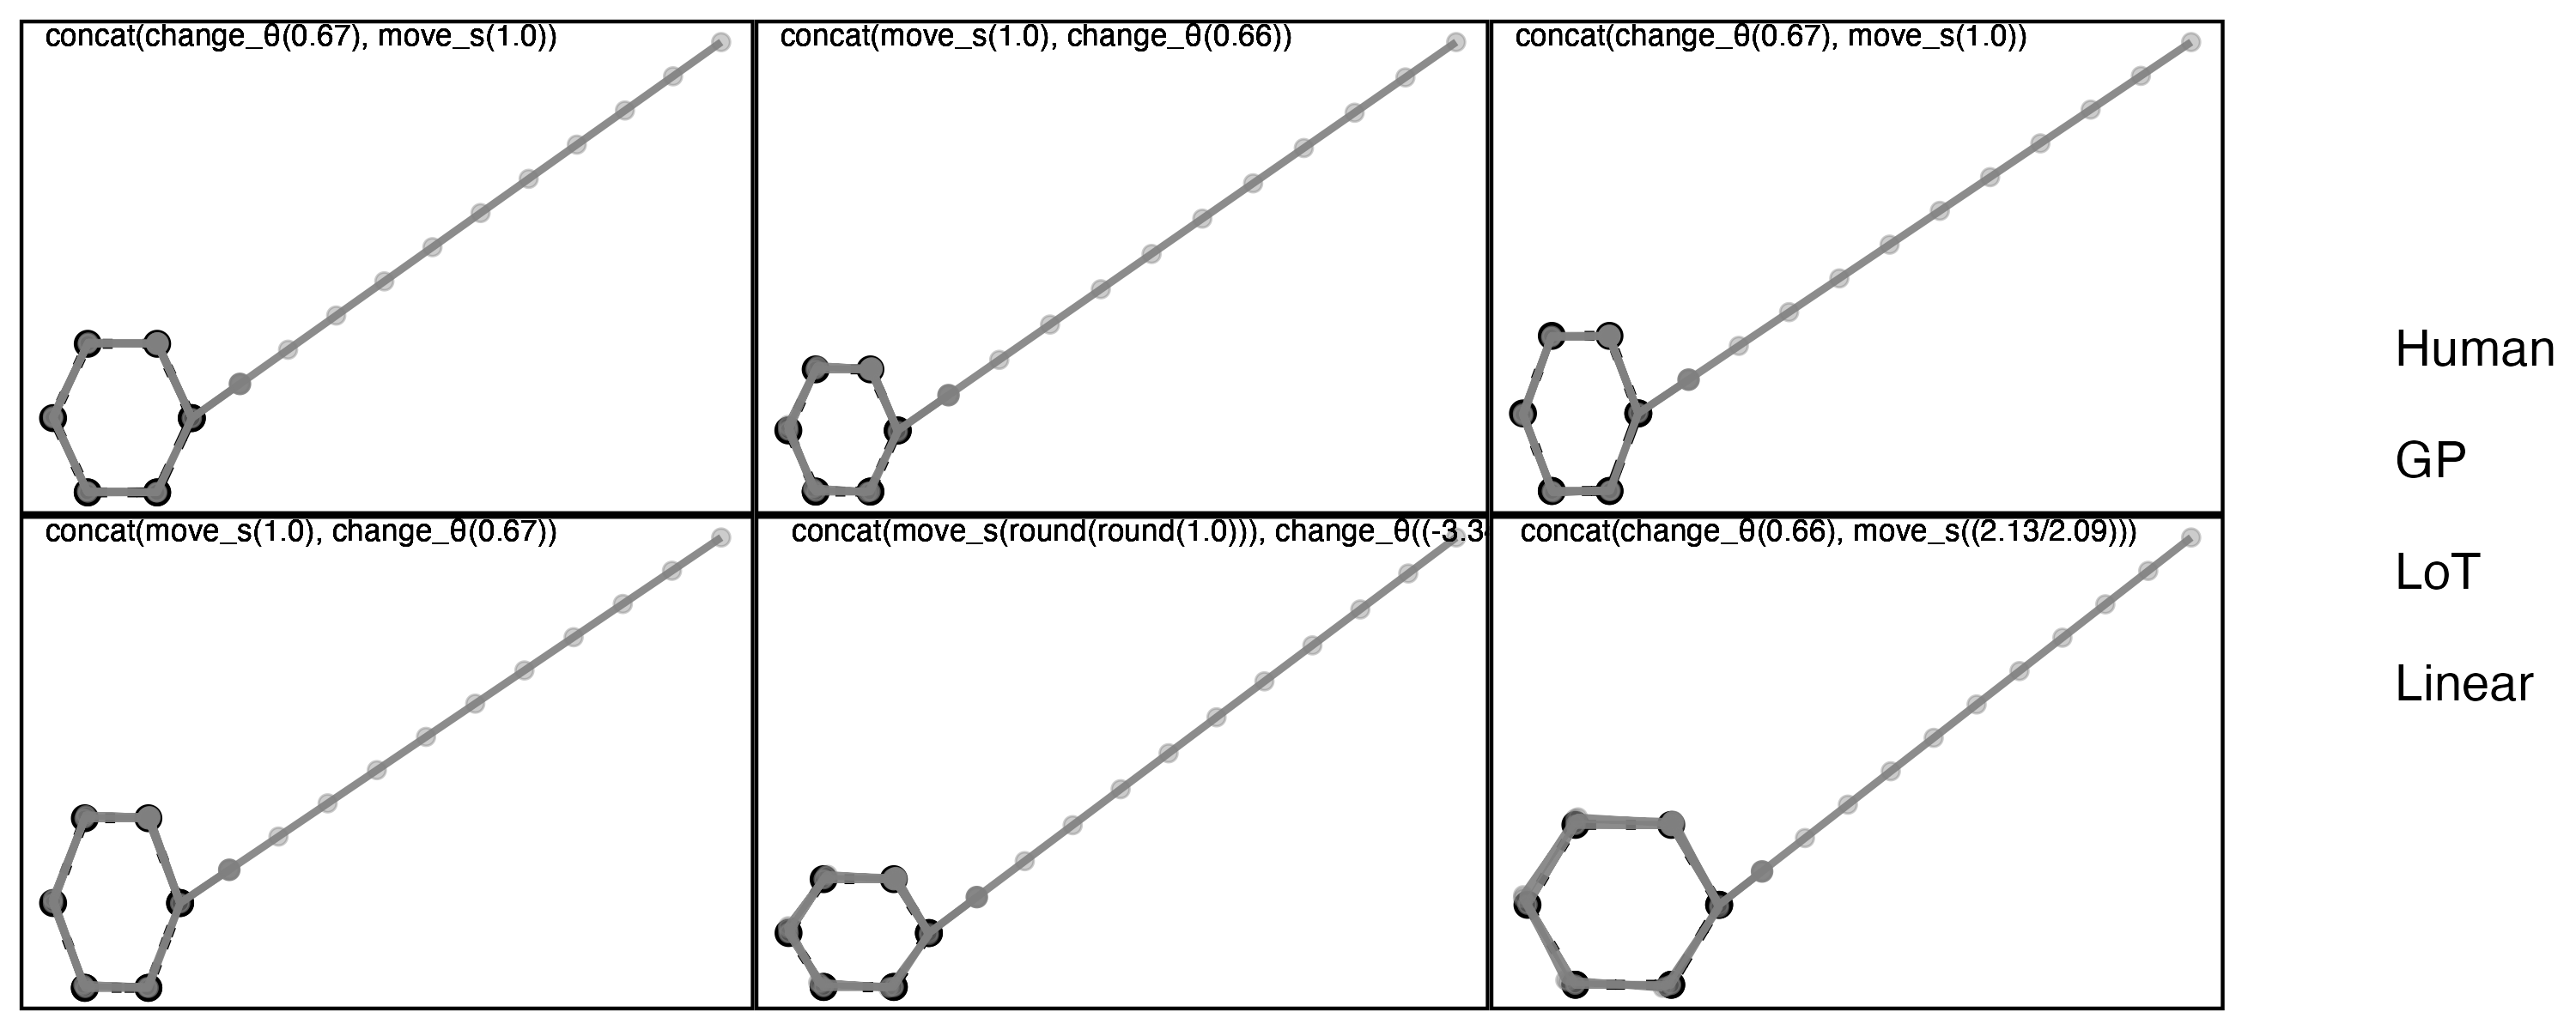 concat(change_θ(0.67), move_s(1.0))
concat(move_s(1.0), change_θ(0.66))
concat(change_θ(0.67), move_s(1.0))
concat(move_s(1.0), change_θ(0.67))
concat(move_s(round(round(1.0))), change_θ((-3.3
concat(change_θ(0.66), move_s((2.13/2.09)))
Human
GP
LoT
Linear